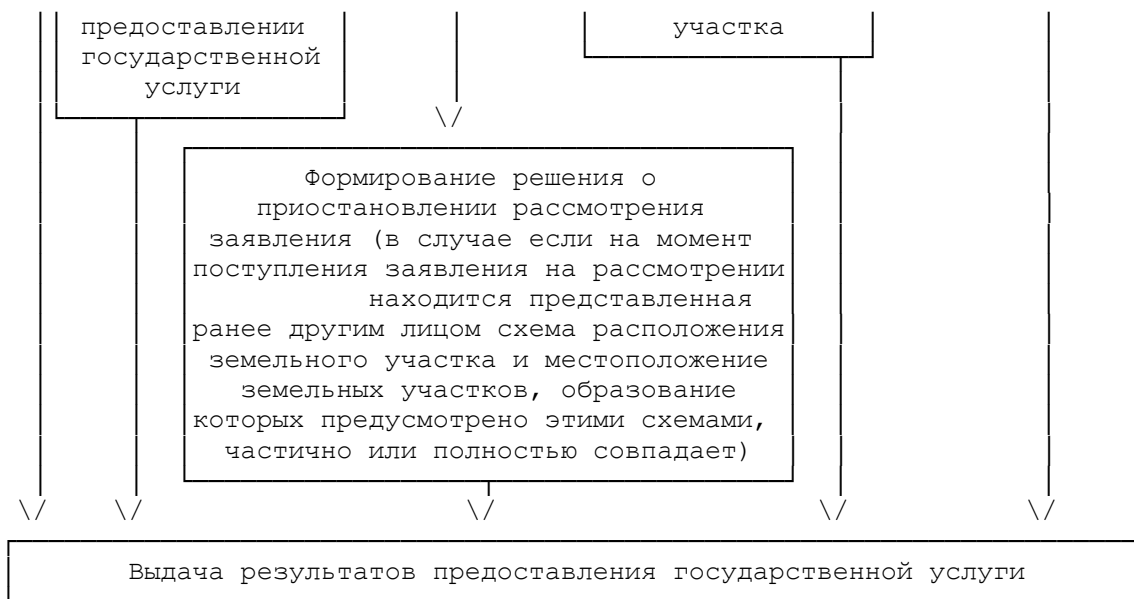 предоставлении
государственной
услуги
участка
Формирование решения о
приостановлении рассмотрения
заявления (в случае если на момент
поступления заявления на рассмотрении
находится представленная
ранее другим лицом схема расположения
земельного участка и местоположение
земельных участков, образование
которых предусмотрено этими схемами,
частично или полностью совпадает)
Выдача результатов предоставления государственной услуги